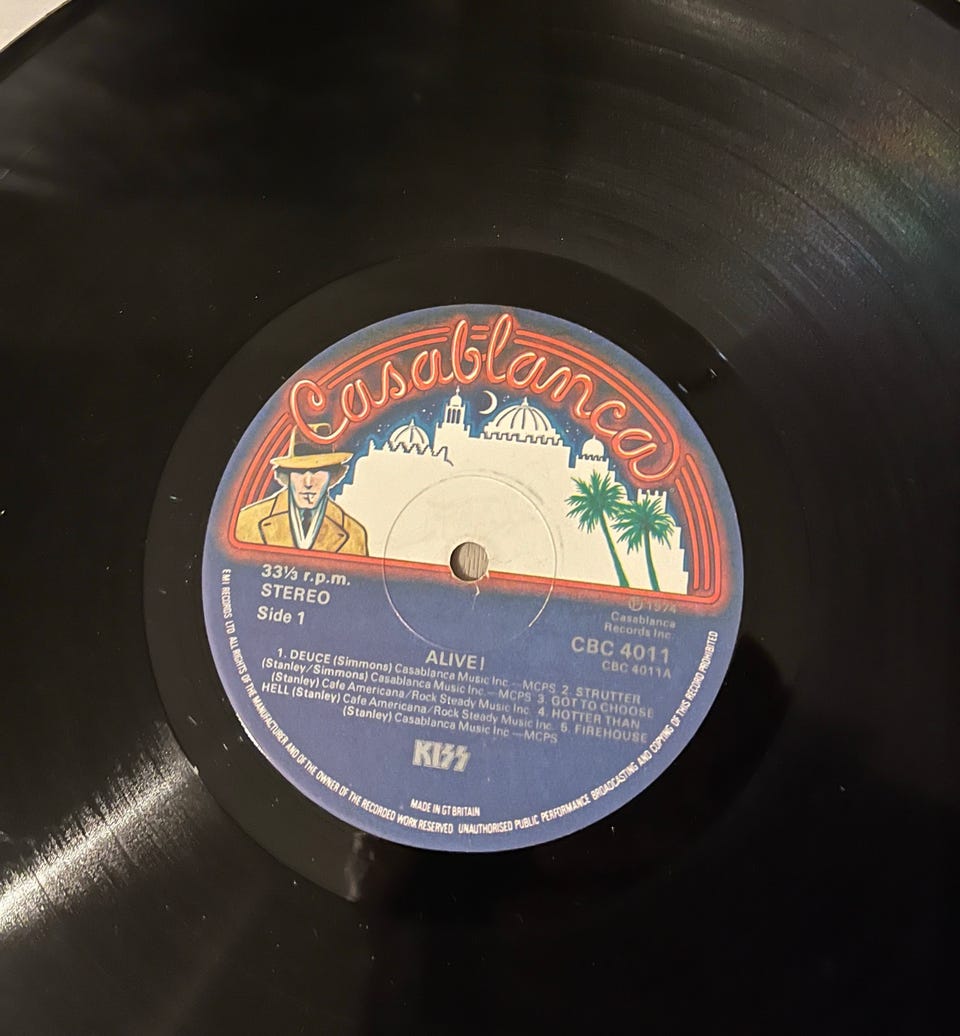 Casablanca
33⅓ r.p.m.
STEREO
Side 1
Ⓟ 1974
Casablanca
Records Inc
CBC 4011
CBC 4011A
ALIVE!
1. DEUCE (Simmons) Casablanca Music Inc.—MCPS 2. STRUTTER
(Stanley/Simmons) Casablanca Music Inc.—MCPS 3. GOT TO CHOOSE
(Stanley) Cafe Americana/Rock Steady Music Inc. 4. HOTTER THAN
HELL (Stanley) Cafe Americana/Rock Steady Music Inc. 5. FIREHOUSE
(Stanley) Casablanca Music Inc —MCPS
KISS
MADE IN GT BRITAIN
EMI RECORDS LTD ALL RIGHTS OF THE MANUFACTURER AND OF THE OWNER OF THE RECORDED WORK RESERVED UNAUTHORISED PUBLIC PERFORMANCE BROADCASTING AND COPYING OF THIS RECORD PROHIBITED